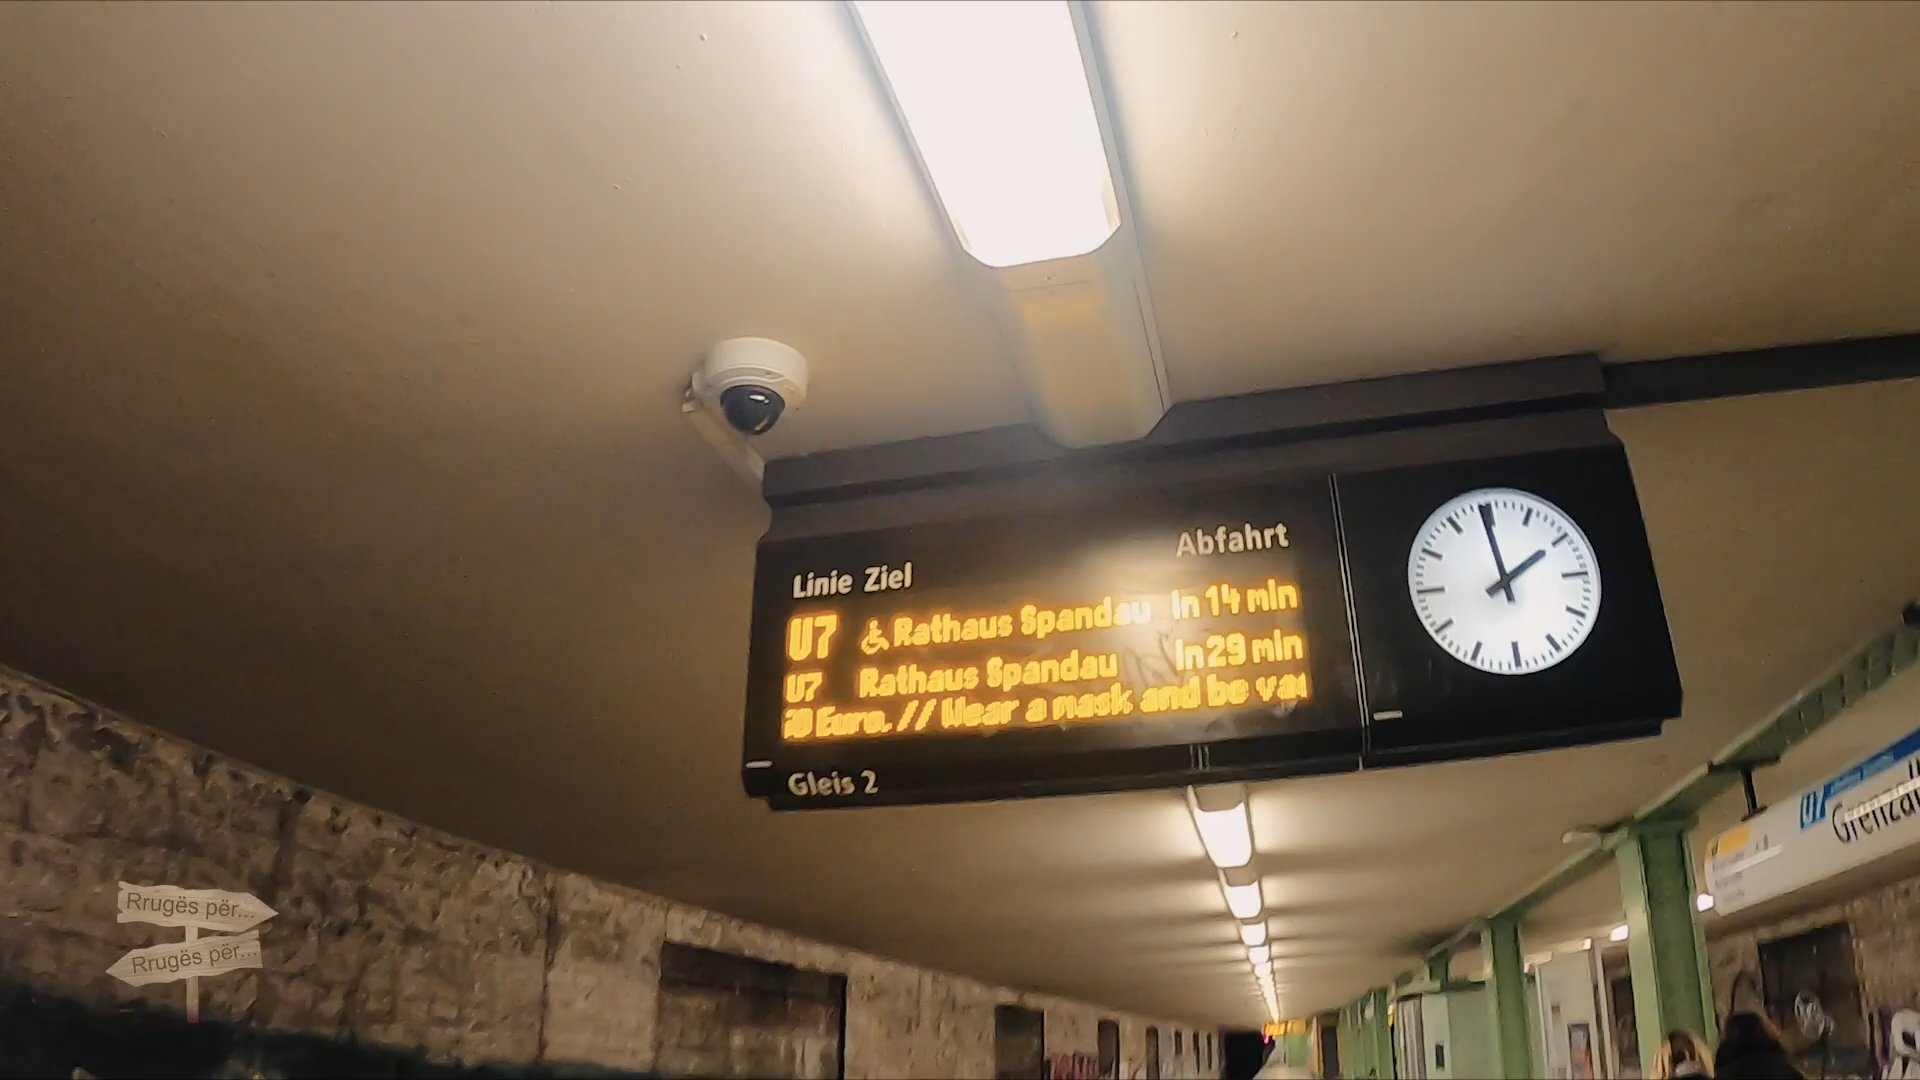 Linie Ziel Abfahrt
U7 Rathaus Spandau in 14 min
U7 Rathaus Spandau in 29 min
Euro. // Wear a mask and be
Gleis 2
U7
Rrugës për...
Rrugës për...